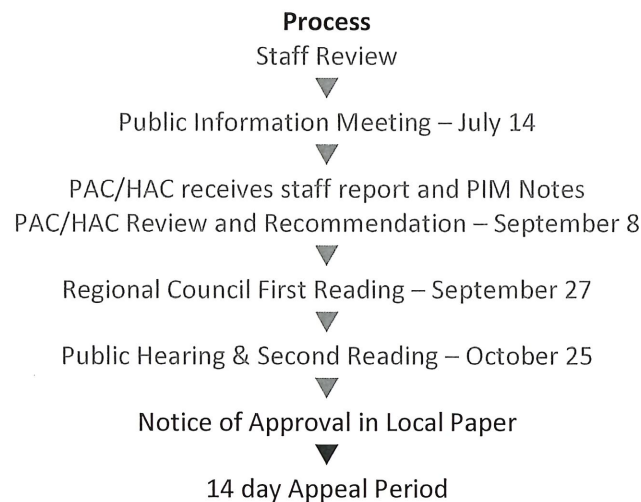 Process
Staff Review
Public Information Meeting – July 14
PAC/HAC receives staff report and PIM Notes
PAC/HAC Review and Recommendation – September 8
Regional Council First Reading – September 27
Public Hearing & Second Reading – October 25
Notice of Approval in Local Paper
14 day Appeal Period